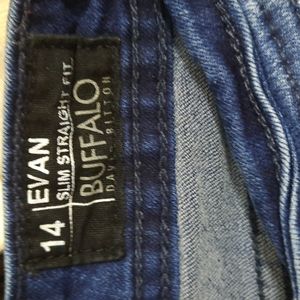 14
EVAN
SLIM STRAIGHT FIT
BUFFALO
DAVID BITTON